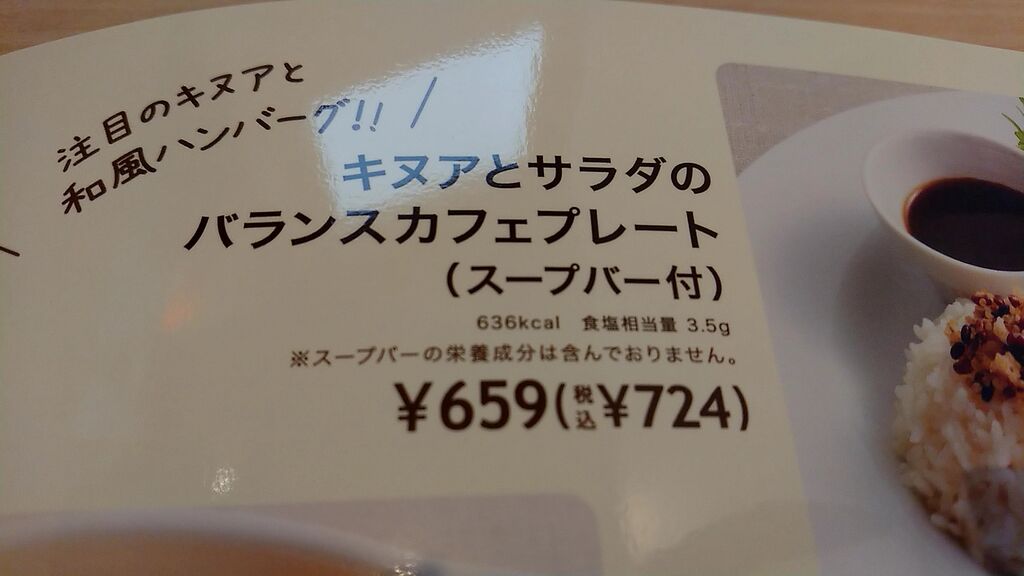 注目のキヌアと
和風ハンバーグ!!
キヌアとサラダの
バランスカフェプレート
(スープバー付)
636kcal 食塩相当量 3.5g
※スープバーの栄養成分は含んでおりません。
¥659(税込¥724)